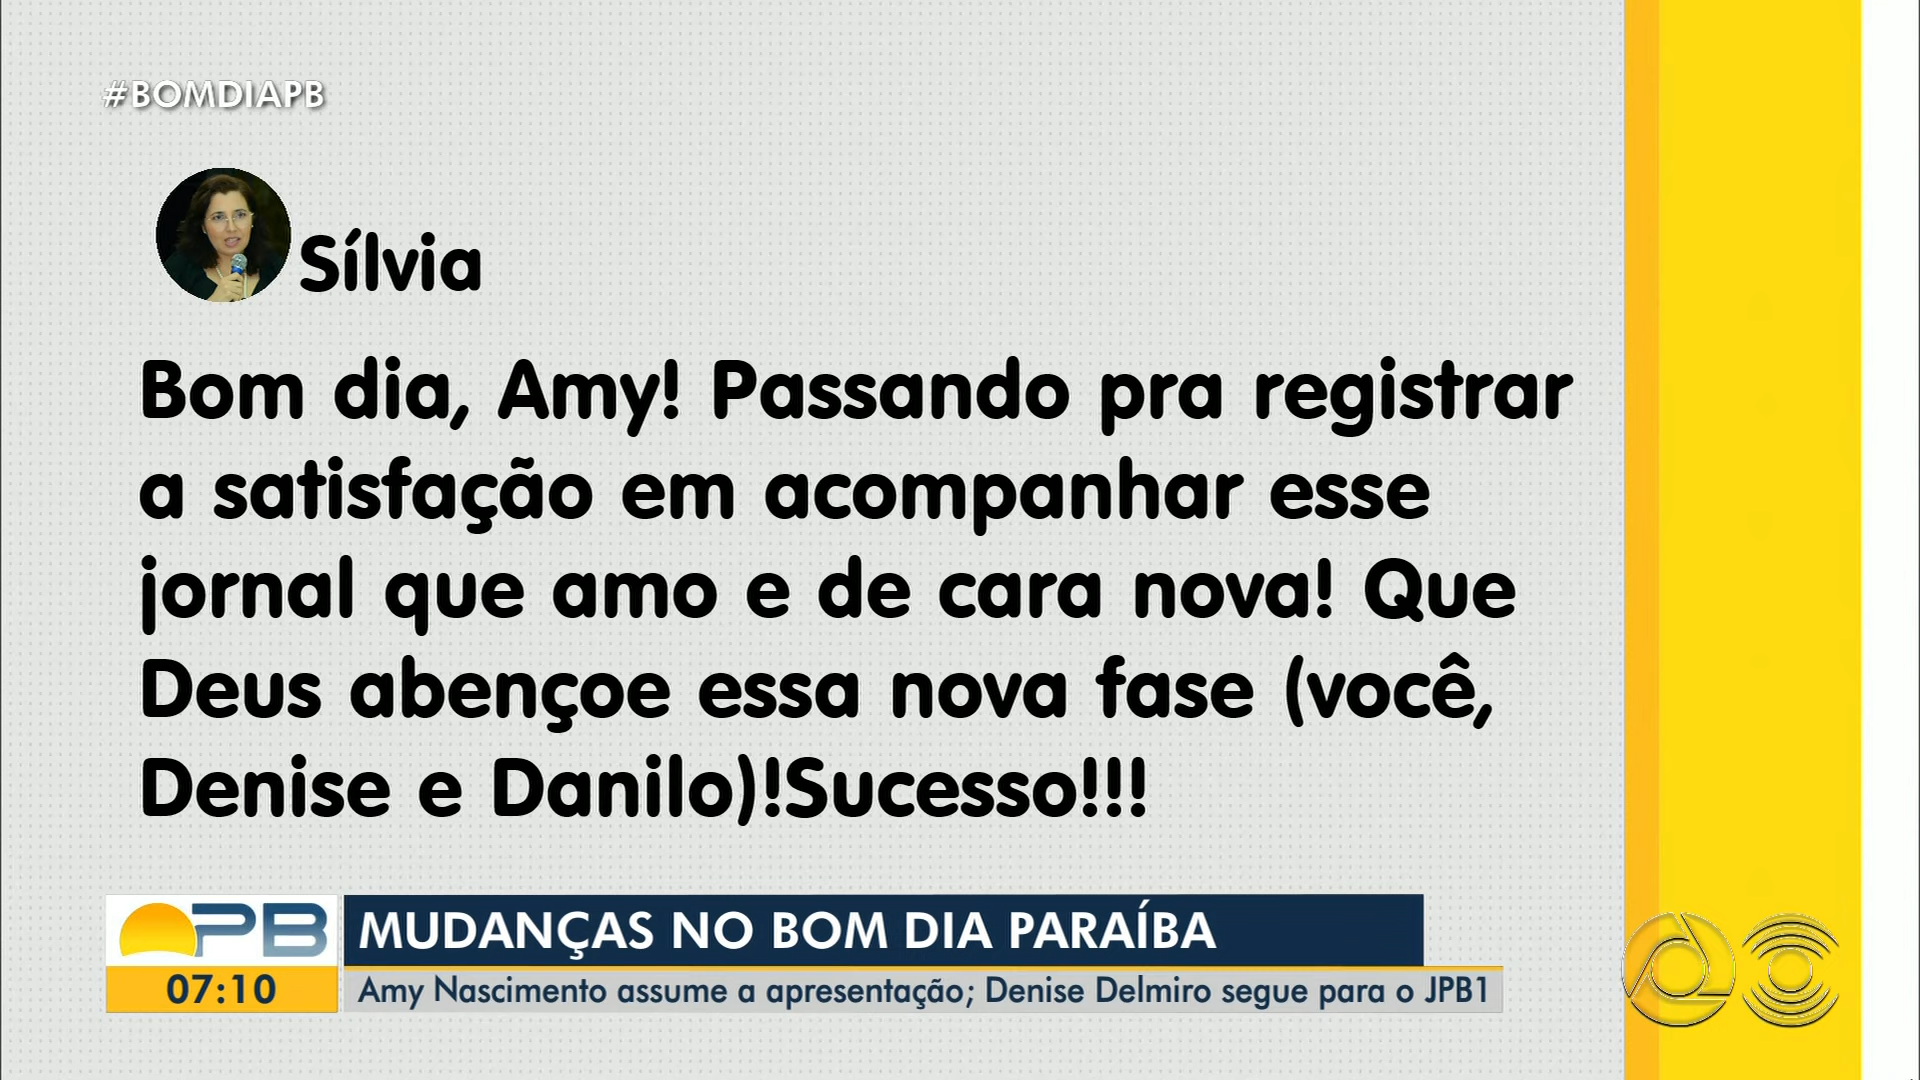 #BOMDIAPB
Sílvia
Bom dia, Amy! Passando pra registrar
a satisfação em acompanhar esse
jornal que amo e de cara nova! Que
Deus abençoe essa nova fase (você,
Denise e Danilo)!Sucesso!!!
PB
MUDANÇAS NO BOM DIA PARAÍBA
07:10
Amy Nascimento assume a apresentação; Denise Delmiro segue para o JPB1